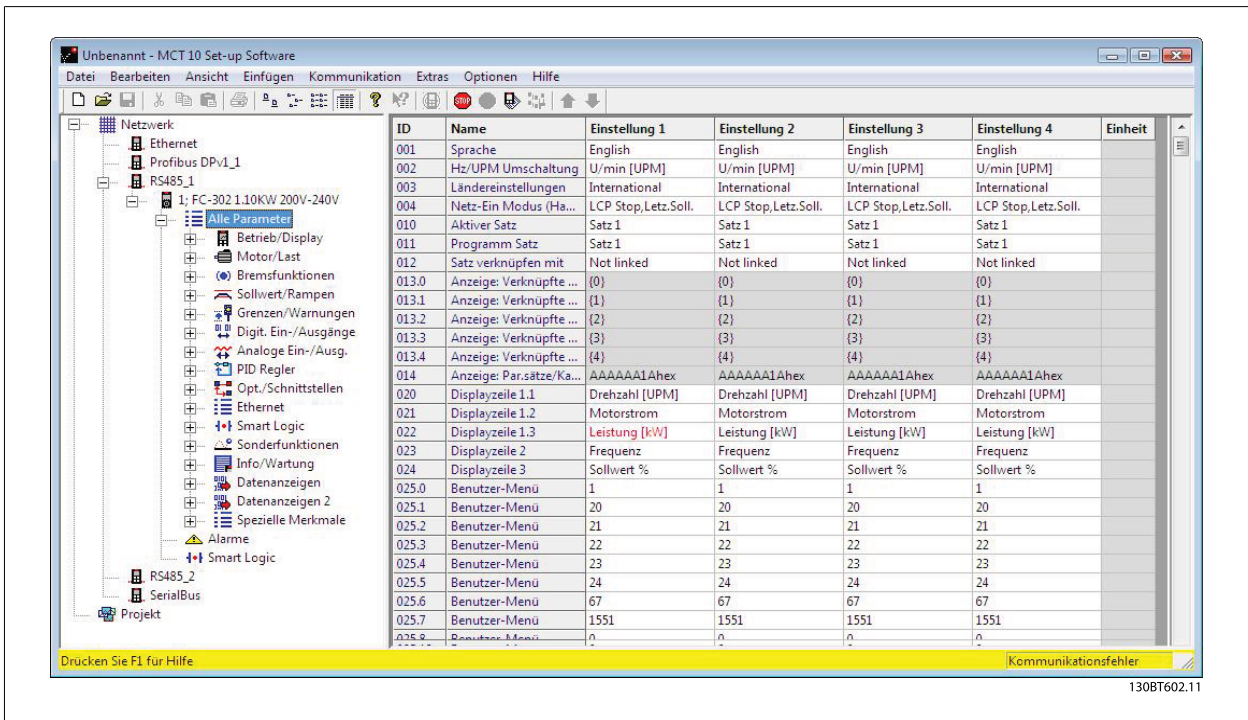 Unbenannt - MCT 10 Set-up Software
Datei Bearbeiten Ansicht Einfügen Kommunikation Extras Optionen Hilfe
STOP
Netzwerk
Ethernet
Profibus DPv1_1
RS485_1
1; FC-302 1.10KW 200V-240V
Alle Parameter
Betrieb/Display
Motor/Last
Bremsfunktionen
Sollwert/Rampen
Grenzen/Warnungen
Digit. Ein-/Ausgänge
Analoge Ein-/Ausg.
PID Regler
Opt./Schnittstellen
Ethernet
Smart Logic
Sonderfunktionen
Info/Wartung
Datenanzeigen
Datenanzeigen 2
Spezielle Merkmale
Alarme
Smart Logic
RS485_2
SerialBus
Projekt
ID Name Einstellung 1 Einstellung 2 Einstellung 3 Einstellung 4 Einheit
001 Sprache English English English English
002 Hz/UPM Umschaltung U/min [UPM] U/min [UPM] U/min [UPM] U/min [UPM]
003 Ländereinstellungen International International International International
004 Netz-Ein Modus (Ha... LCP Stop,Letz.Soll. LCP Stop,Letz.Soll. LCP Stop,Letz.Soll. LCP Stop,Letz.Soll.
010 Aktiver Satz Satz 1 Satz 1 Satz 1 Satz 1
011 Programm Satz Satz 1 Satz 1 Satz 1 Satz 1
012 Satz verknüpfen mit Not linked Not linked Not linked Not linked
013.0 Anzeige: Verknüpfte ... {0} {0} {0} {0}
013.1 Anzeige: Verknüpfte ... {1} {1} {1} {1}
013.2 Anzeige: Verknüpfte ... {2} {2} {2} {2}
013.3 Anzeige: Verknüpfte ... {3} {3} {3} {3}
013.4 Anzeige: Verknüpfte ... {4} {4} {4} {4}
014 Anzeige: Par.sätze/Ka... AAAAAA1Ahex AAAAAA1Ahex AAAAAA1Ahex AAAAAA1Ahex
020 Displayzeile 1.1 Drehzahl [UPM] Drehzahl [UPM] Drehzahl [UPM] Drehzahl [UPM]
021 Displayzeile 1.2 Motorstrom Motorstrom Motorstrom Motorstrom
022 Displayzeile 1.3 Leistung [kW] Leistung [kW] Leistung [kW] Leistung [kW]
023 Displayzeile 2 Frequenz Frequenz Frequenz Frequenz
024 Displayzeile 3 Sollwert % Sollwert % Sollwert % Sollwert %
025.0 Benutzer-Menü 1 1 1 1
025.1 Benutzer-Menü 20 20 20 20
025.2 Benutzer-Menü 21 21 21 21
025.3 Benutzer-Menü 22 22 22 22
025.4 Benutzer-Menü 23 23 23 23
025.5 Benutzer-Menü 24 24 24 24
025.6 Benutzer-Menü 67 67 67 67
025.7 Benutzer-Menü 1551 1551 1551 1551
Drücken Sie F1 für Hilfe Kommunikationsfehler
130BT602.11